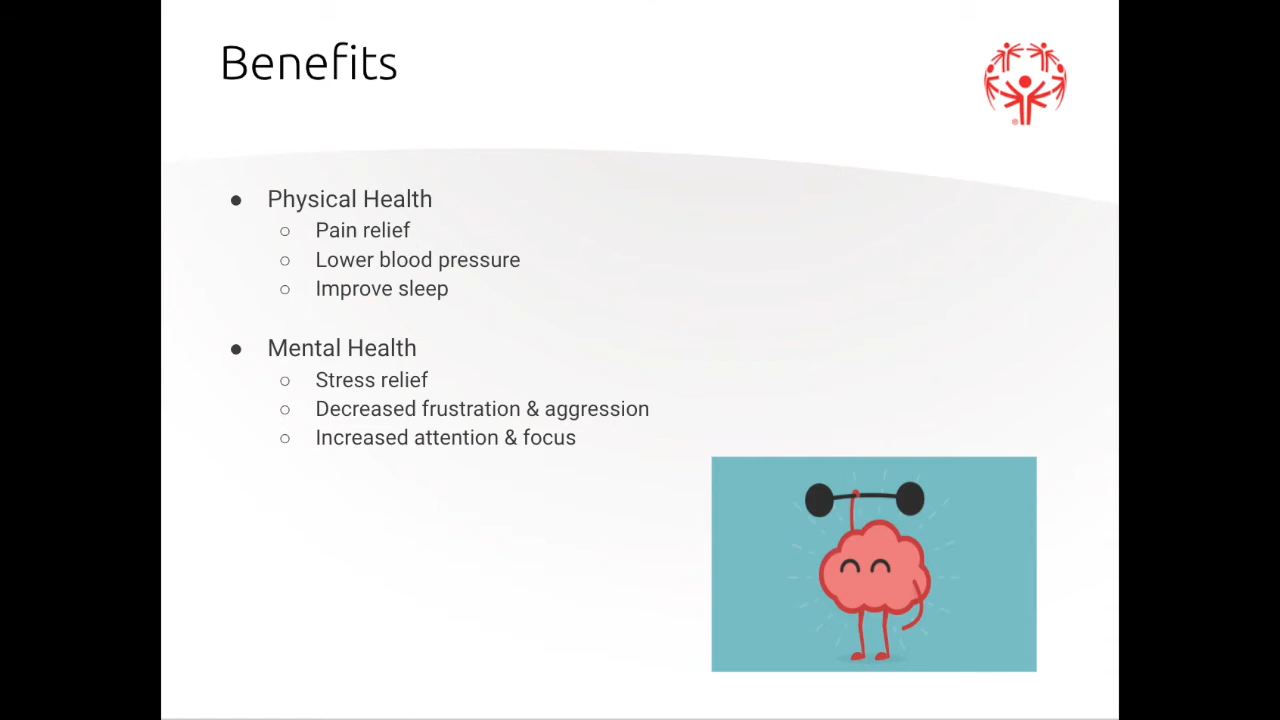 Benefits
® 
● Physical Health
○ Pain relief
○ Lower blood pressure
○ Improve sleep
● Mental Health
○ Stress relief
○ Decreased frustration & aggression
○ Increased attention & focus